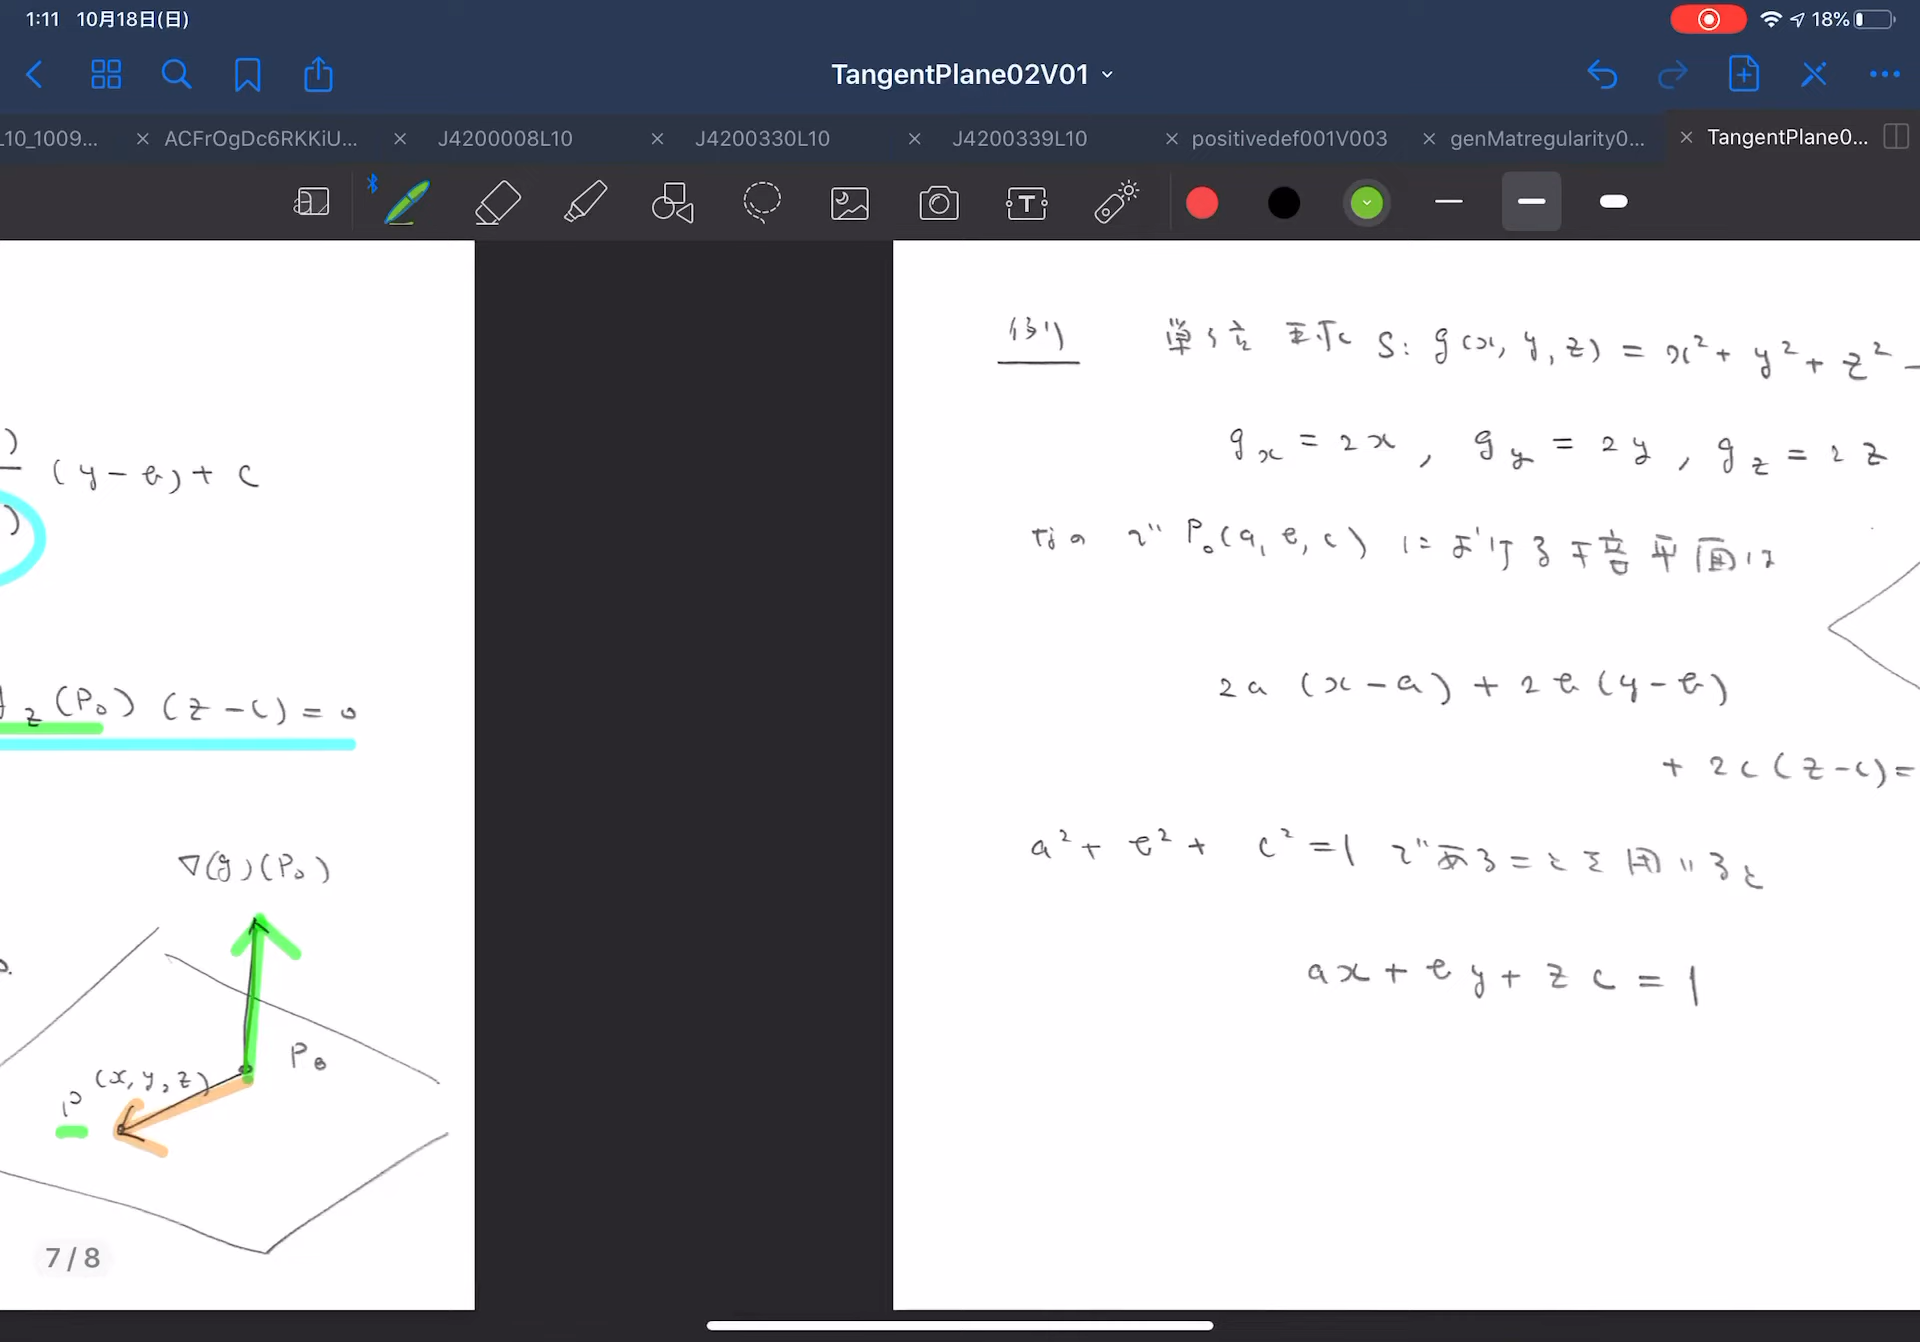 1:11 10月18日(日)
18%
TangentPlane02V01
L10_1009...
ACFrOgDc6RKKiU...
J4200008L10
J4200330L10
J4200339L10
positivedef001V003
genMatregularity0...
TangentPlane0...
)
(y-b)+c
)
z(P₀)(z-c)=0
∇(g)(P₀)
P₀
(x,y,z)
P
7/8
例1)
単位球 S: g(x,y,z) = x²+y²+z²-
gx = 2x, gy = 2y, gz = 2z
なので P₀(a,b,c) における接平面は
2a(x-a)+2b(y-b)
+2c(z-c)=
a²+b²+c²=1 であることを用いると
ax+by+zc=1